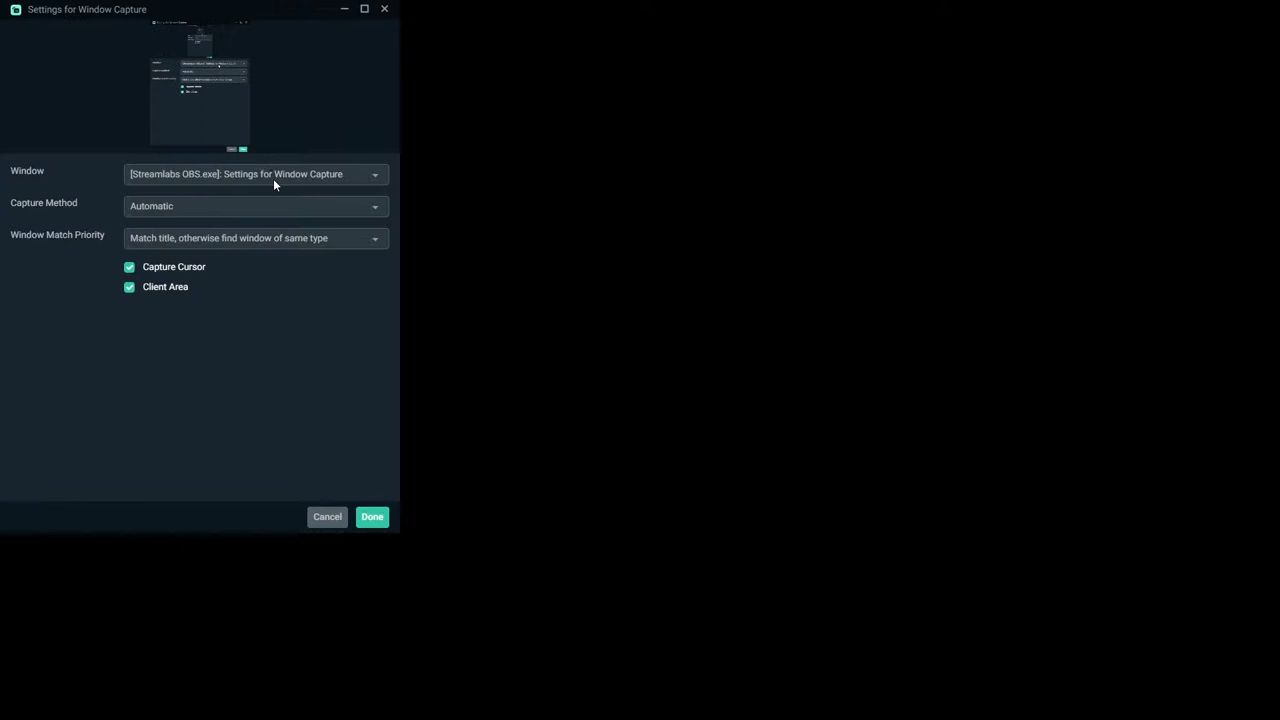 Settings for Window Capture
Window
[Streamlabs OBS.exe]: Settings for Window Capture
Capture Method
Automatic
Window Match Priority
Match title, otherwise find window of same type
Capture Cursor
Client Area
Cancel
Done